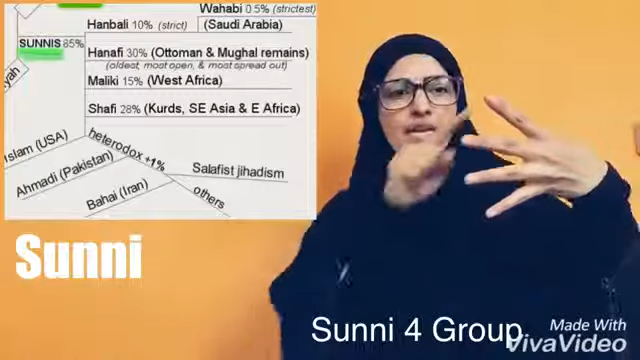 Wahabi 0.5% (strictest)
Hanbali 10% (strict)
(Saudi Arabia)
SUNNIS 85%
Hanafi 30% (Ottoman & Mughal remains)
(oldest, most open, & most spread out)
Maliki 15% (West Africa)
Shafi 28% (Kurds, SE Asia & E Africa)
Islam (USA)
heterodox +1%
Ahmadi (Pakistan)
Salafist jihadism
Bahai (Iran)
others
Sunni
Sunni 4 Group
Made With
VivaVideo